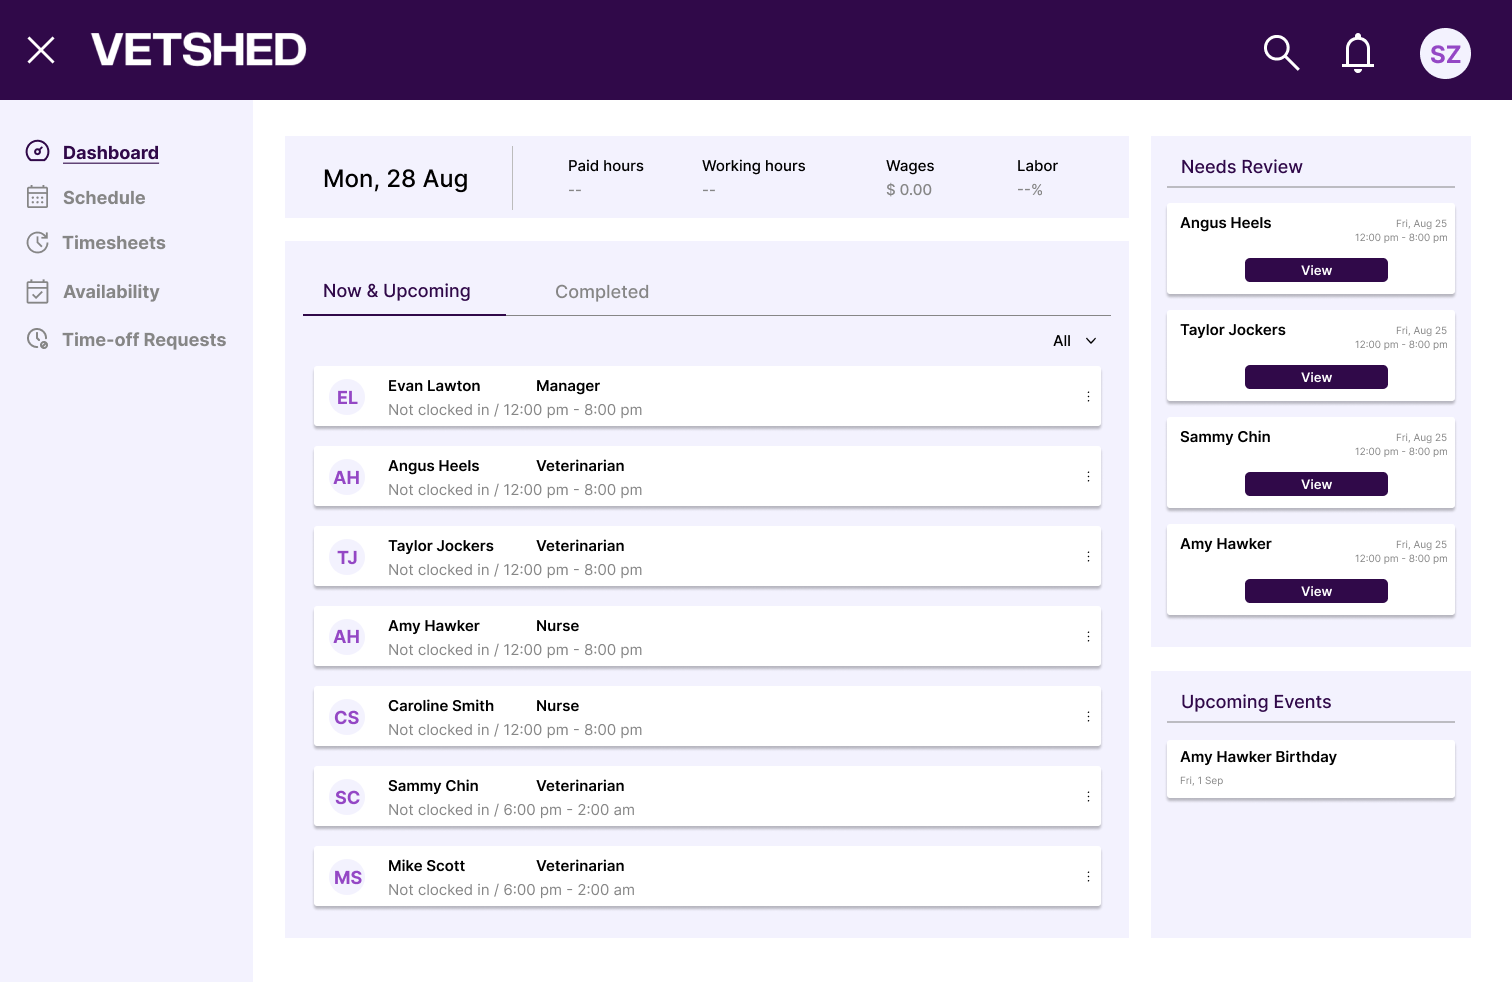 VETSHED
SZ
Dashboard
Schedule
Timesheets
Availability
Time-off Requests
Mon, 28 Aug
Paid hours
--
Working hours
--
Wages
$ 0.00
Labor
--%
Now & Upcoming
Completed
All
EL
Evan Lawton Manager
Not clocked in / 12:00 pm - 8:00 pm
AH
Angus Heels Veterinarian
Not clocked in / 12:00 pm - 8:00 pm
TJ
Taylor Jockers Veterinarian
Not clocked in / 12:00 pm - 8:00 pm
AH
Amy Hawker Nurse
Not clocked in / 12:00 pm - 8:00 pm
CS
Caroline Smith Nurse
Not clocked in / 12:00 pm - 8:00 pm
SC
Sammy Chin Veterinarian
Not clocked in / 6:00 pm - 2:00 am
MS
Mike Scott Veterinarian
Not clocked in / 6:00 pm - 2:00 am
Needs Review
Angus Heels
Fri, Aug 25
12:00 pm - 8:00 pm
View
Taylor Jockers
Fri, Aug 25
12:00 pm - 8:00 pm
View
Sammy Chin
Fri, Aug 25
12:00 pm - 8:00 pm
View
Amy Hawker
Fri, Aug 25
12:00 pm - 8:00 pm
View
Upcoming Events
Amy Hawker Birthday
Fri, 1 Sep